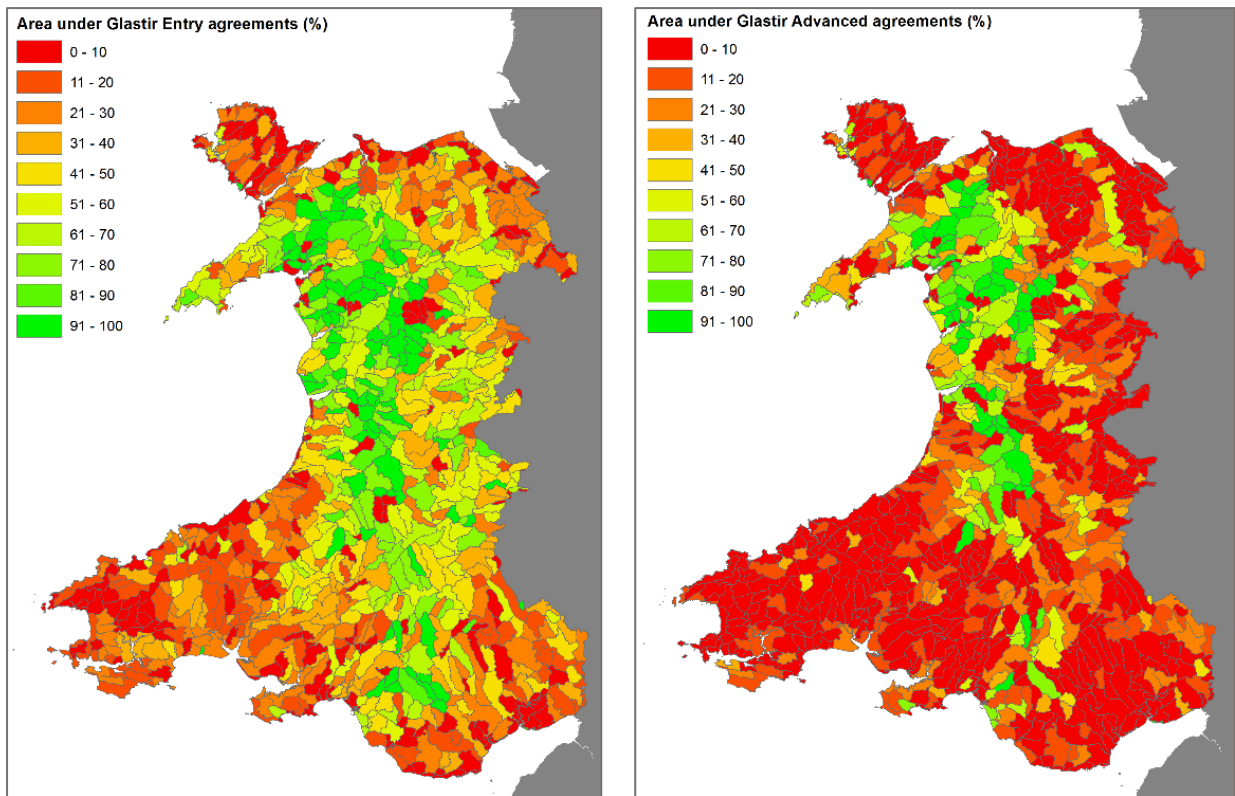 Area under Glastir Entry agreements (%)
0 - 10
11 - 20
21 - 30
31 - 40
41 - 50
51 - 60
61 - 70
71 - 80
81 - 90
91 - 100
Area under Glastir Advanced agreements (%)
0 - 10
11 - 20
21 - 30
31 - 40
41 - 50
51 - 60
61 - 70
71 - 80
81 - 90
91 - 100